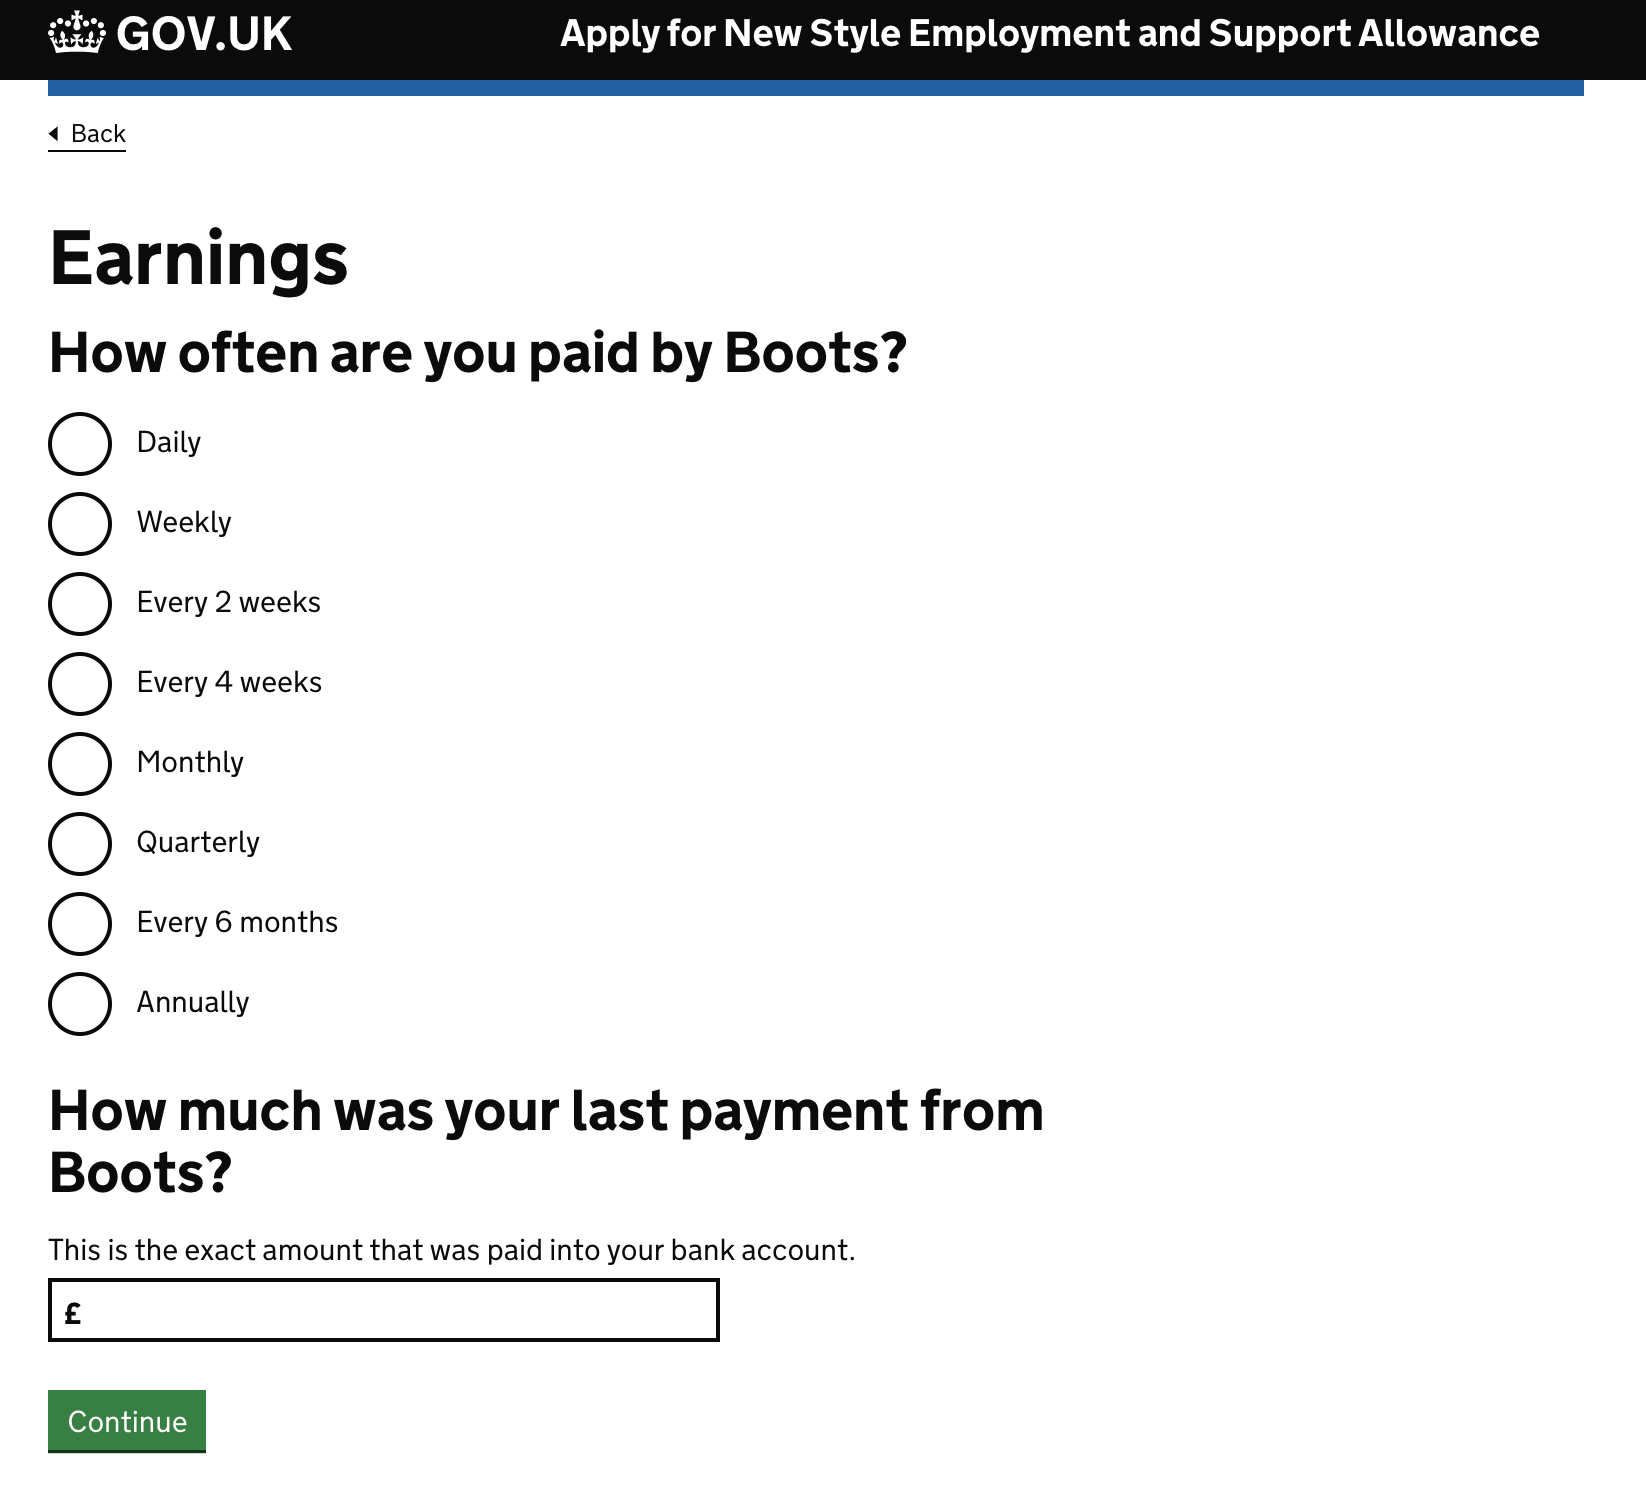 GOV.UK
Apply for New Style Employment and Support Allowance
Back
Earnings
How often are you paid by Boots?
Daily
Weekly
Every 2 weeks
Every 4 weeks
Monthly
Quarterly
Every 6 months
Annually
How much was your last payment from
Boots?
This is the exact amount that was paid into your bank account.
£
Continue